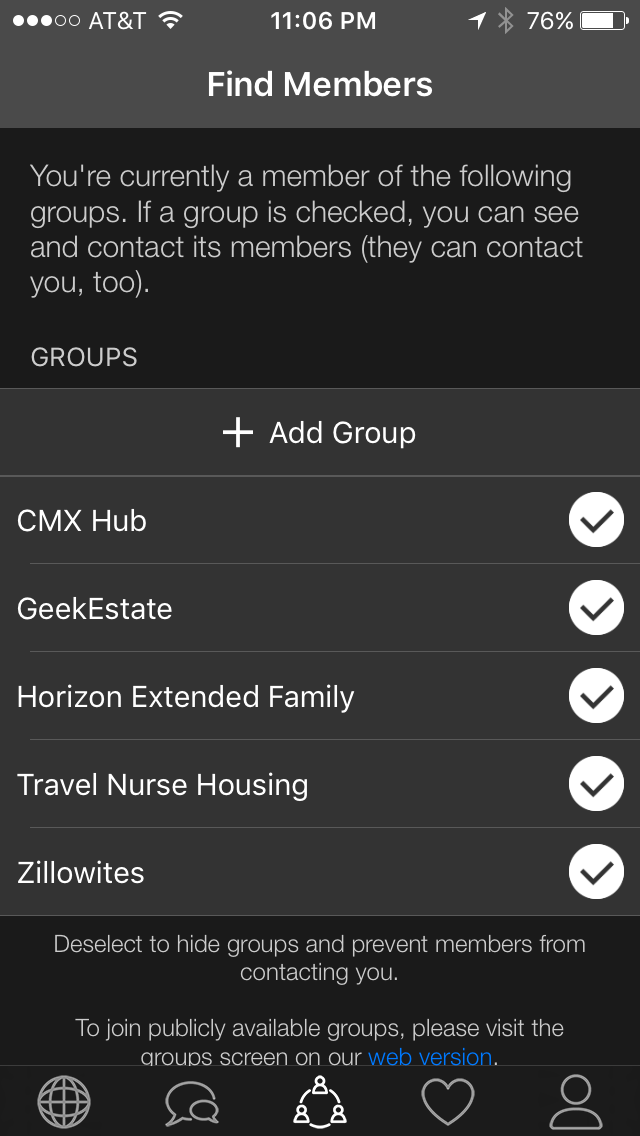 AT&T 11:06 PM 76%
Find Members
You're currently a member of the following
groups. If a group is checked, you can see
and contact its members (they can contact
you, too).
GROUPS
Add Group
CMX Hub
GeekEstate
Horizon Extended Family
Travel Nurse Housing
Zillowites
Deselect to hide groups and prevent members from
contacting you.
To join publicly available groups, please visit the
groups screen on our web version.